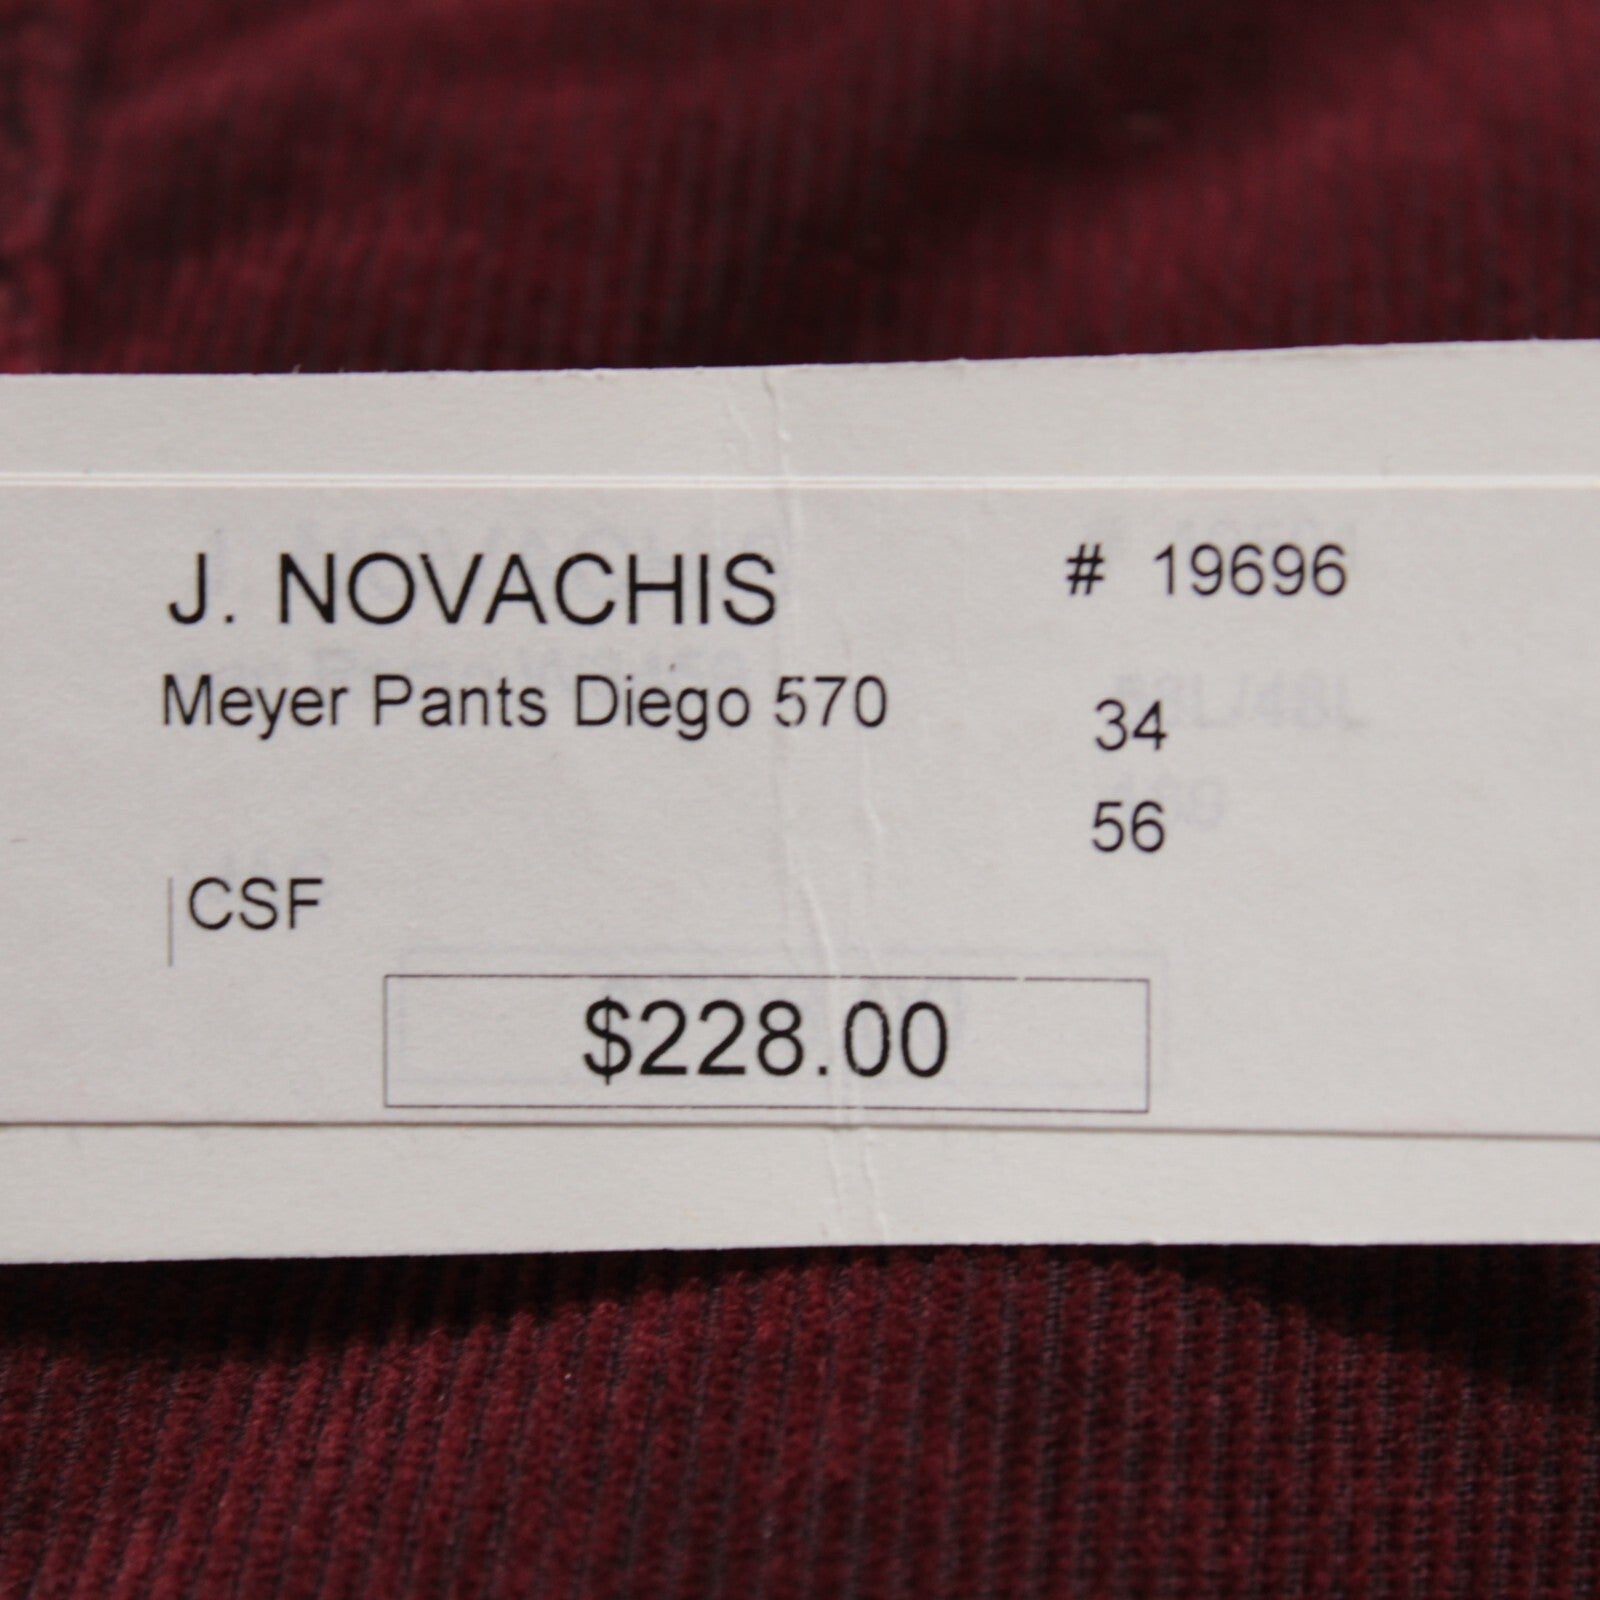 J. NOVACHIS # 19696
Meyer Pants Diego 570 34
56
CSF
$228.00